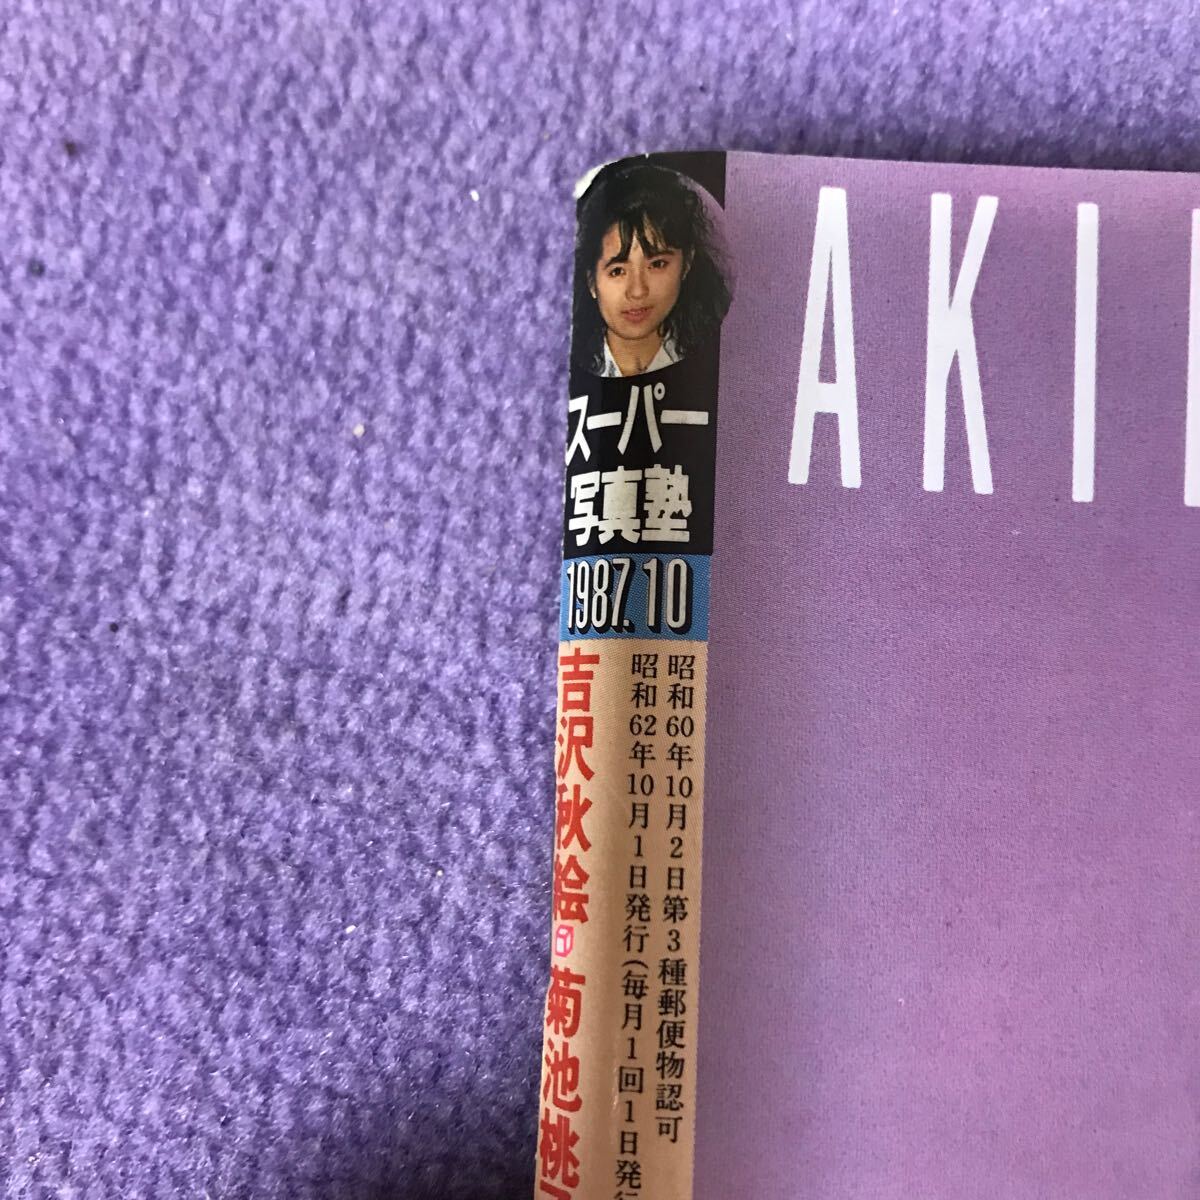 スーパー
写真塾
1987.10
昭和60年10月2日第3種郵便物認可
昭和62年10月1日発行(毎月1回1日発行
吉沢秋絵
菊池桃子
AKI